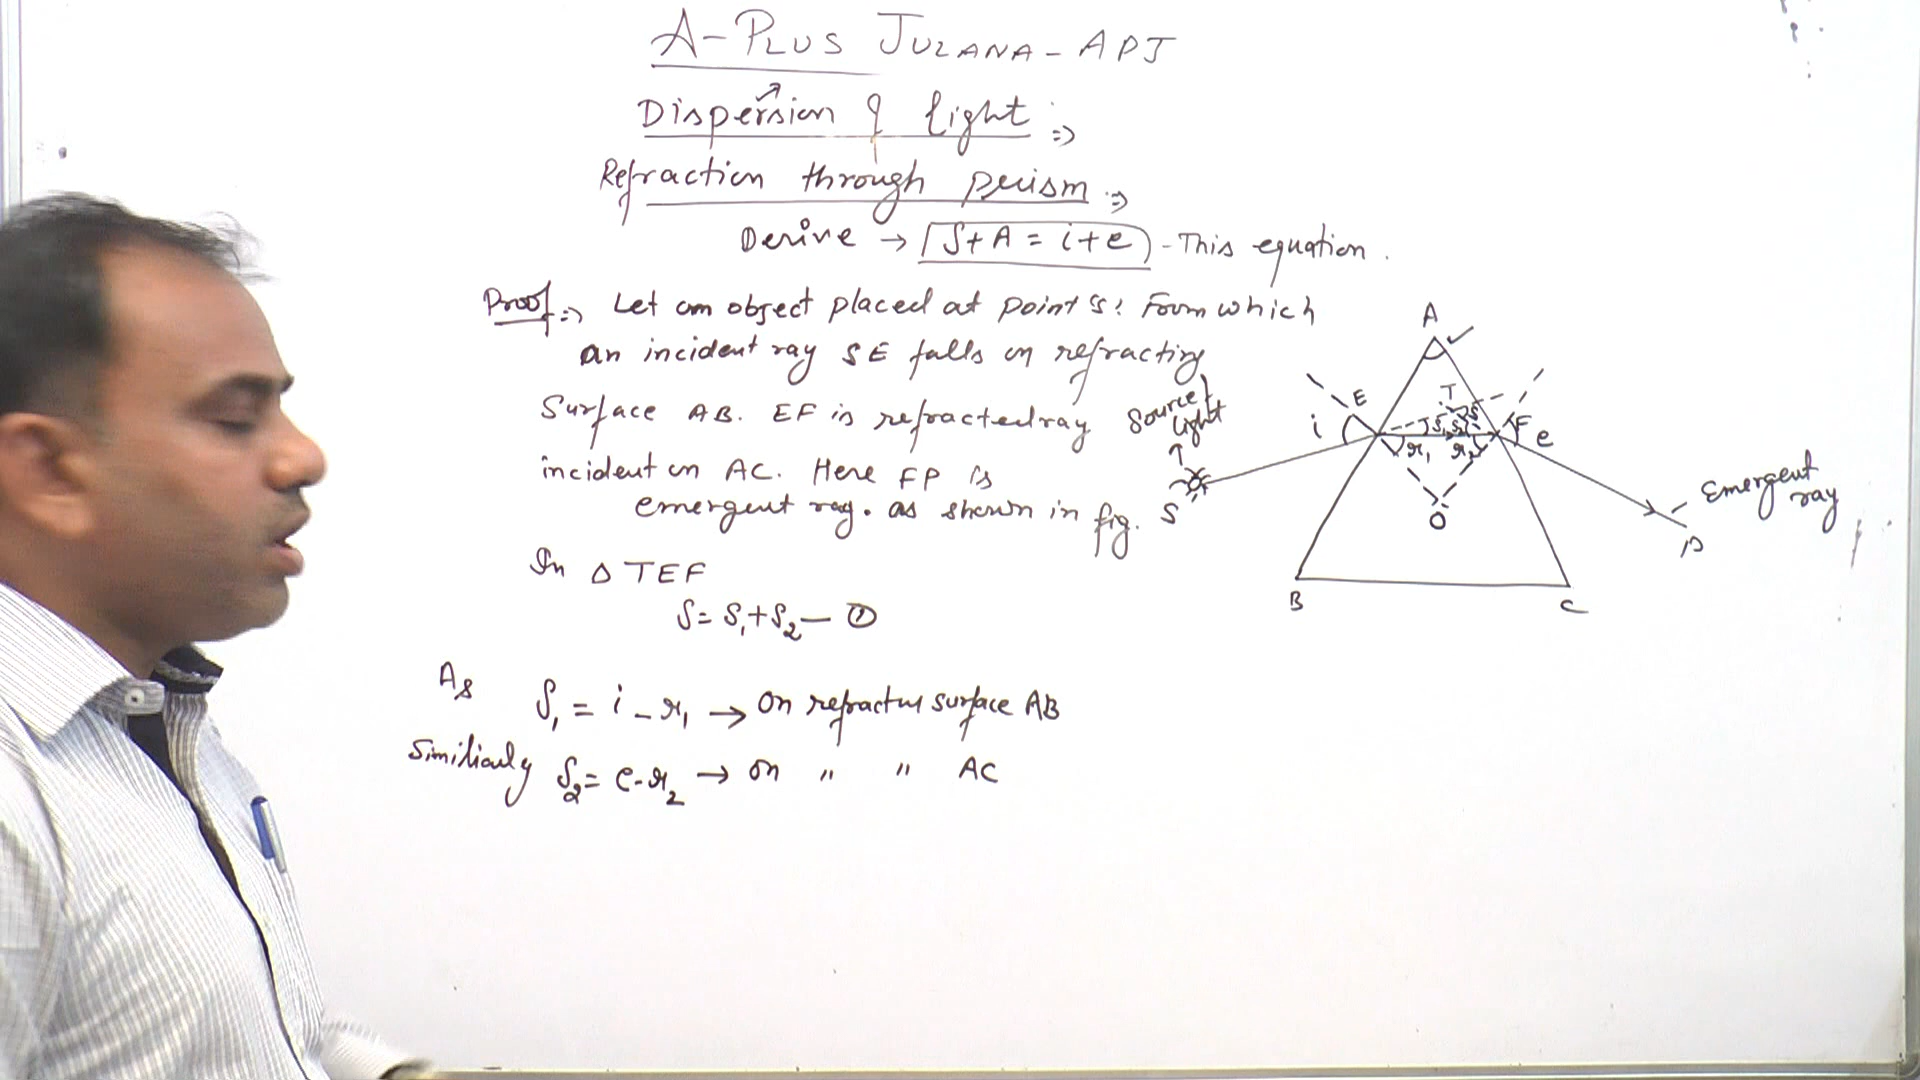 A-PLUS JULANA-APJ
Dispersion of light :⇒
Refraction through prism :⇒
Derive → δ+A = i+e - This equation.
Proof :⇒ Let an object placed at point 'S'. From which
an incident ray SE falls on refracting
Surface AB. EF is refracted ray
incident on AC. Here FP is
emergent ray. as shown in fig.
In △ TEF
δ = δ₁+δ₂ — ①
As δ₁ = i - r₁ → On refractus surface AB
Similiarly δ₂ = e-r₂ → on " " AC
A
T
E
i
δ
δ₁
δ₂
F
e
r₁
r₂
O
Source of
light
S
B
C
Emergent
ray
P